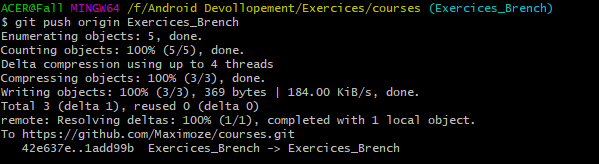 ACER@Fall MINGW64 /f/Android Devollopement/Exercices/courses (Exercices_Brench)
$ git push origin Exercices_Brench
Enumerating objects: 5, done.
Counting objects: 100% (5/5), done.
Delta compression using up to 4 threads
Compressing objects: 100% (3/3), done.
Writing objects: 100% (3/3), 369 bytes | 184.00 KiB/s, done.
Total 3 (delta 1), reused 0 (delta 0)
remote: Resolving deltas: 100% (1/1), completed with 1 local object.
To https://github.com/Maximoze/courses.git
   42e637e..1add99b  Exercices_Brench -> Exercices_Brench